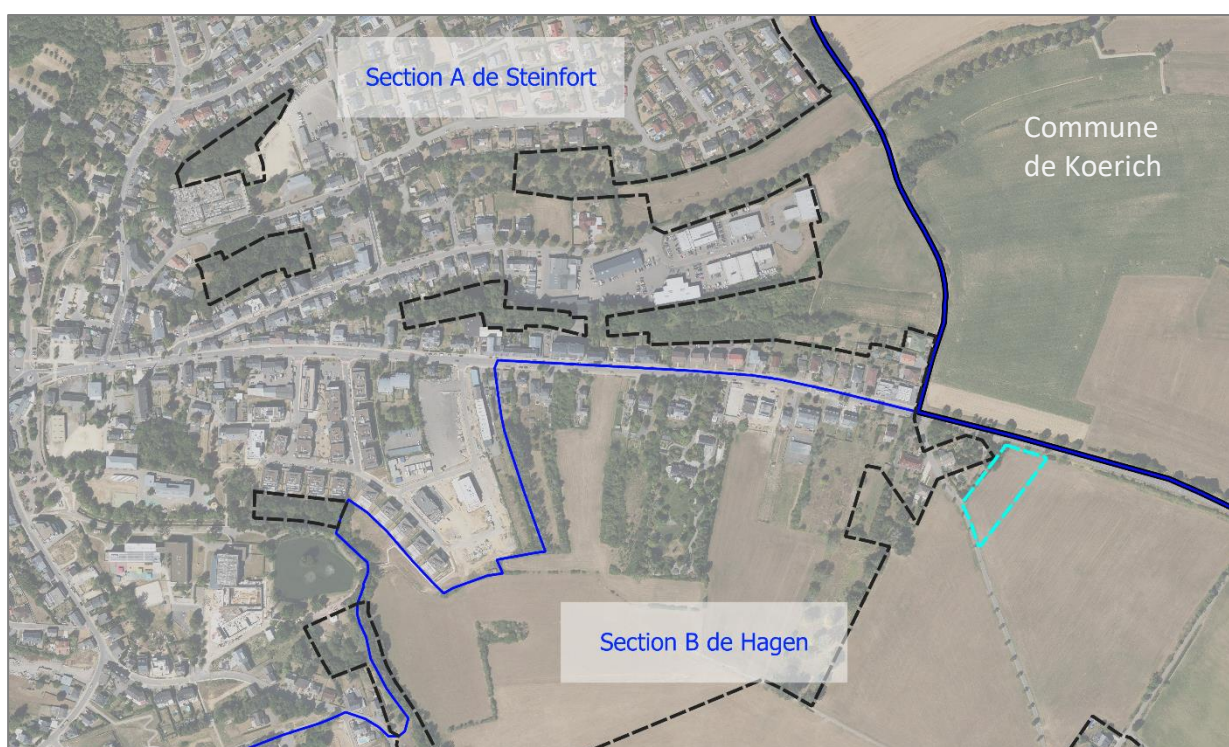 Section A de Steinfort
Commune
de Koerich
Section B de Hagen